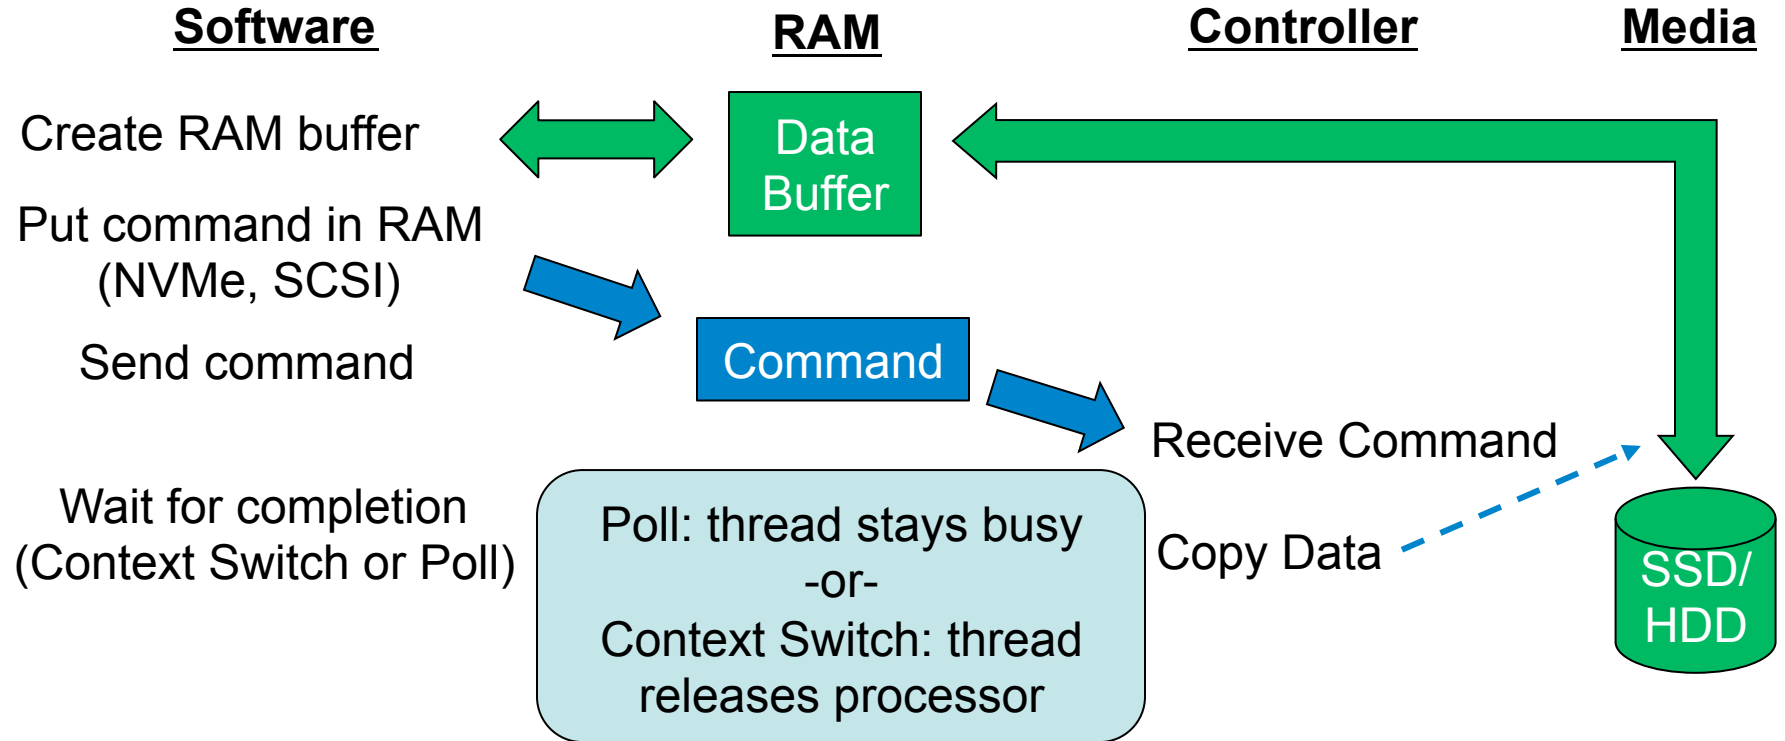 Software
RAM
Controller
Media
Create RAM buffer
Data
Buffer
Put command in RAM
(NVMe, SCSI)
Send command
Command
Receive Command
Wait for completion
(Context Switch or Poll)
Poll: thread stays busy
-or-
Context Switch: thread
releases processor
Copy Data
SSD/
HDD